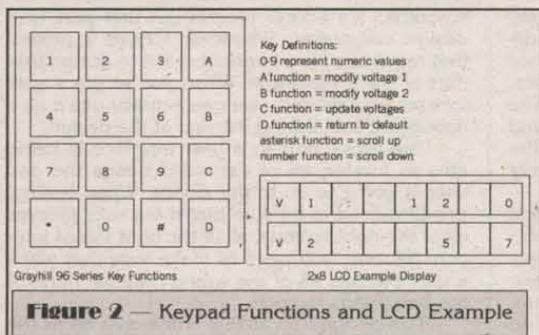 1 2 3 A
4 5 6 B
7 8 9 C
* 0 # D
Grayhill 96 Series Key Functions
Key Definitions:
0-9 represent numeric values
A function = modify voltage 1
B function = modify voltage 2
C function = update voltages
D function = return to default
asterisk function = scroll up
number function = scroll down
V 1 : 1 2 . 0
V 2 : 5 . 7
2x8 LCD Example Display
Figure 2 — Keypad Functions and LCD Example